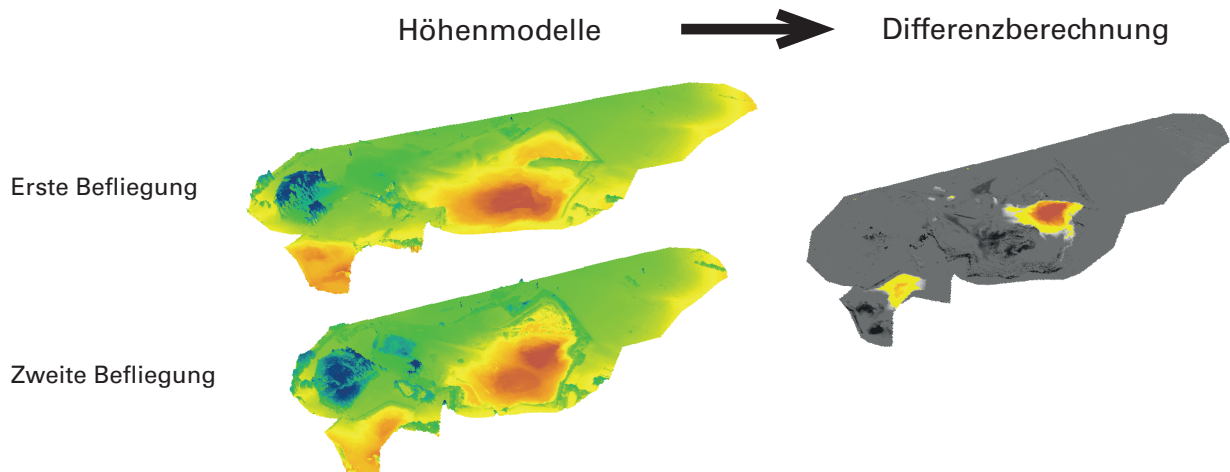 Höhenmodelle
Differenzberechnung
Erste Befliegung
Zweite Befliegung